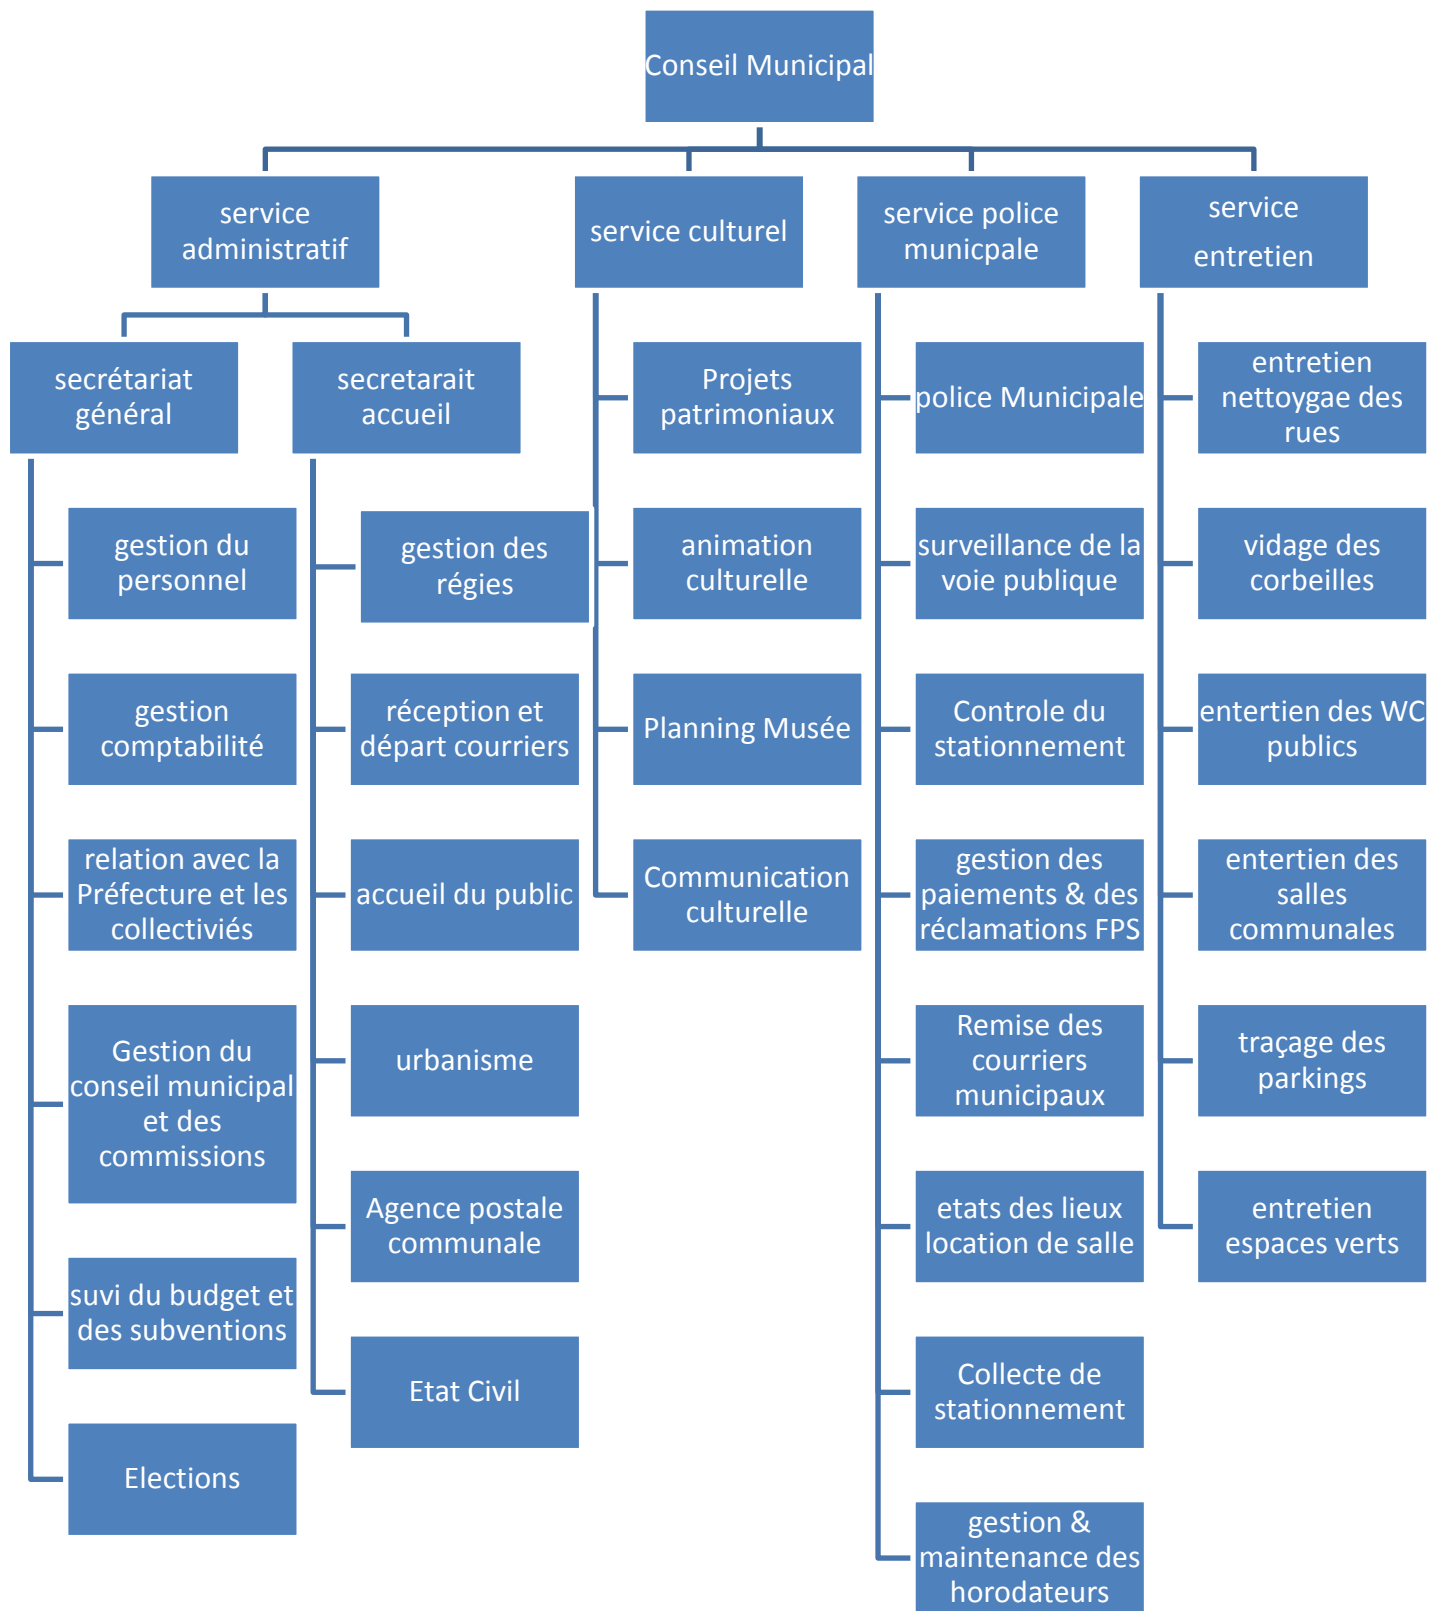 Conseil Municipal
service
administratif
service culturel
service police
municpale
service
entretien
secrétariat
général
secretarait
accueil
Projets
patrimoniaux
police Municipale
entretien
nettoygae des
rues
gestion du
personnel
gestion des
régies
animation
culturelle
surveillance de la
voie publique
vidage des
corbeilles
gestion
comptabilité
réception et
départ courriers
Planning Musée
Controle du
stationnement
entertien des WC
publics
relation avec la
Préfecture et les
collectiviés
accueil du public
Communication
culturelle
gestion des
paiements & des
réclamations FPS
entertien des
salles
communales
Gestion du
conseil municipal
et des
commissions
urbanisme
Remise des
courriers
municipaux
traçage des
parkings
Agence postale
communale
etats des lieux
location de salle
entretien
espaces verts
suvi du budget et
des subventions
Etat Civil
Collecte de
stationnement
Elections
gestion &
maintenance des
horodateurs